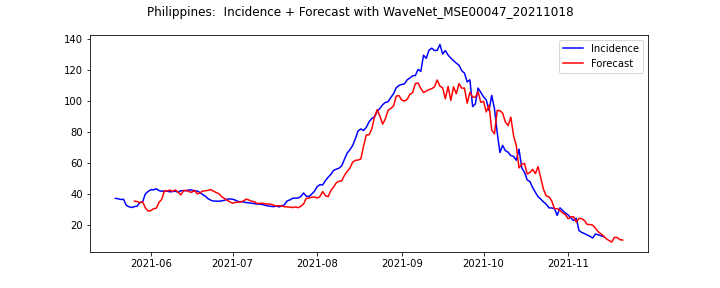 Philippines:  Incidence + Forecast with WaveNet_MSE00047_20211018
140
120
100
80
60
40
20
Incidence
Forecast
2021-06 2021-07 2021-08 2021-09 2021-10 2021-11